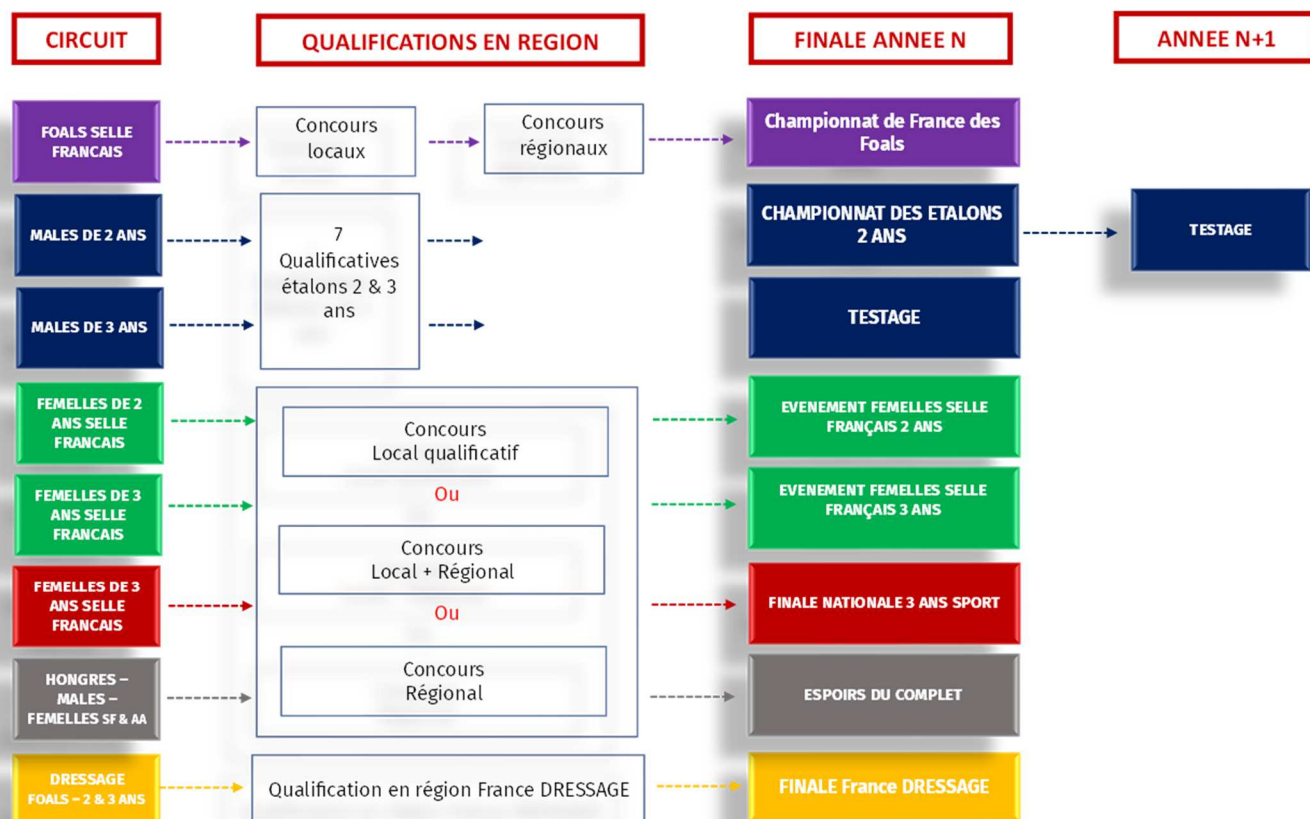 CIRCUIT
QUALIFICATIONS EN REGION
FINALE ANNEE N
ANNEE N+1
FOALS SELLE
FRANCAIS
Concours
locaux
Concours
régionaux
Championnat de France des
Foals
MALES DE 2 ANS
7
Qualificatives
étalons 2 & 3
ans
CHAMPIONNAT DES ETALONS
2 ANS
TESTAGE
MALES DE 3 ANS
TESTAGE
FEMELLES DE 2
ANS SELLE
FRANCAIS
Concours
Local qualificatif
EVENEMENT FEMELLES SELLE
FRANÇAIS 2 ANS
Ou
FEMELLES DE 3
ANS SELLE
FRANCAIS
EVENEMENT FEMELLES SELLE
FRANÇAIS 3 ANS
Concours
Local + Régional
FEMELLES DE 3
ANS SELLE
FRANCAIS
Ou
FINALE NATIONALE 3 ANS SPORT
HONGRES –
MALES –
FEMELLES SF & AA
Concours
Régional
ESPOIRS DU COMPLET
DRESSAGE
FOALS – 2 & 3 ANS
Qualification en région France DRESSAGE
FINALE France DRESSAGE